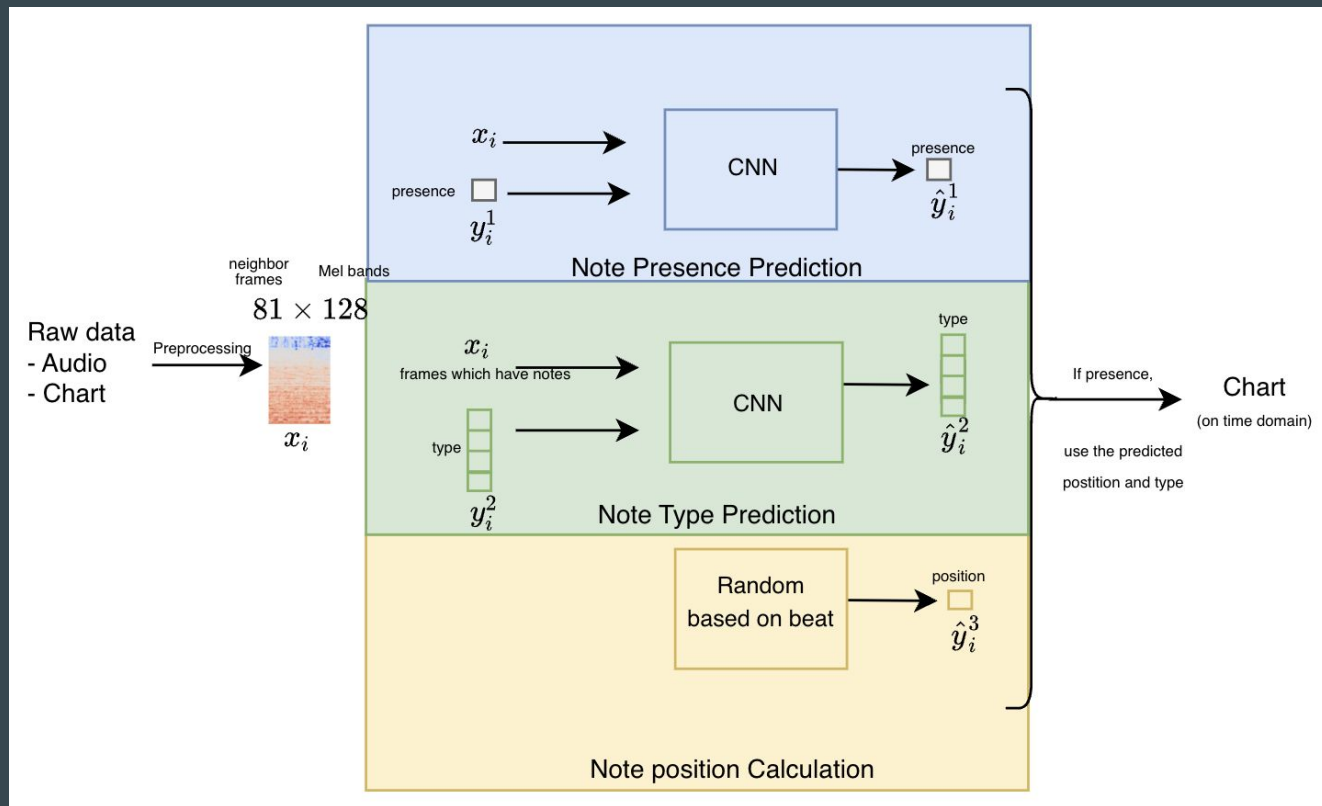 Raw data
- Audio
- Chart
Preprocessing
neighbor
frames
Mel bands
81 × 128
x_i
x_i
presence
y_i^1
CNN
presence
ŷ_i^1
Note Presence Prediction
x_i
frames which have notes
type
y_i^2
CNN
type
ŷ_i^2
Note Type Prediction
Random
based on beat
position
ŷ_i^3
Note position Calculation
If presence,
use the predicted
postition and type
Chart
(on time domain)